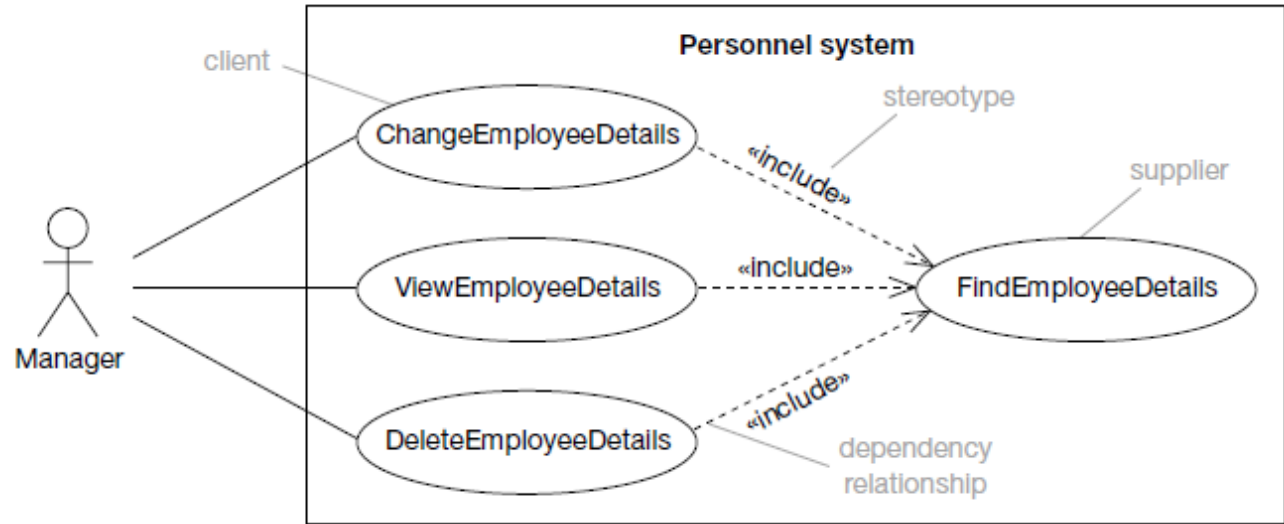 Personnel system
client
stereotype
ChangeEmployeeDetails
«include»
supplier
ViewEmployeeDetails
«include»
FindEmployeeDetails
Manager
DeleteEmployeeDetails
«include»
dependency
relationship